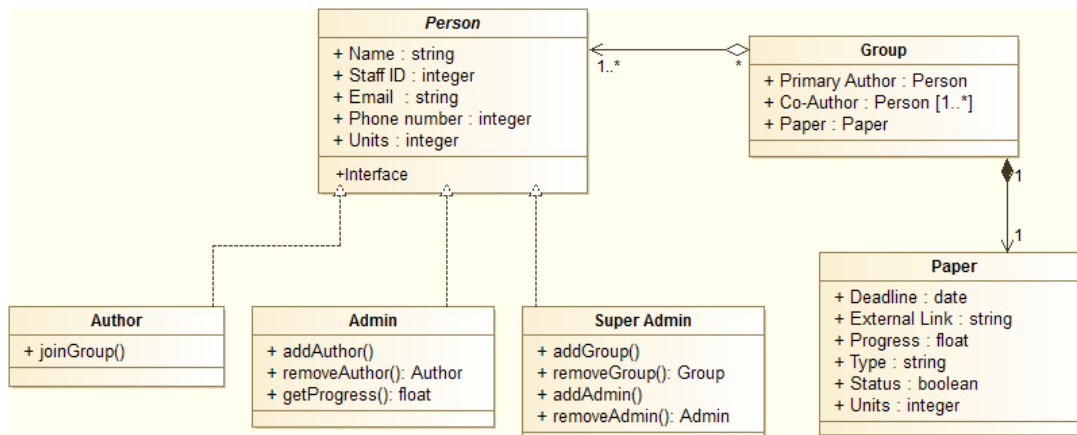 Person
+ Name : string
+ Staff ID : integer
+ Email : string
+ Phone number : integer
+ Units : integer
+Interface
1..*
*
Group
+ Primary Author : Person
+ Co-Author : Person [1..*]
+ Paper : Paper
1
1
Paper
+ Deadline : date
+ External Link : string
+ Progress : float
+ Type : string
+ Status : boolean
+ Units : integer
Author
+ joinGroup()
Admin
+ addAuthor()
+ removeAuthor(): Author
+ getProgress(): float
Super Admin
+ addGroup()
+ removeGroup(): Group
+ addAdmin()
+ removeAdmin(): Admin